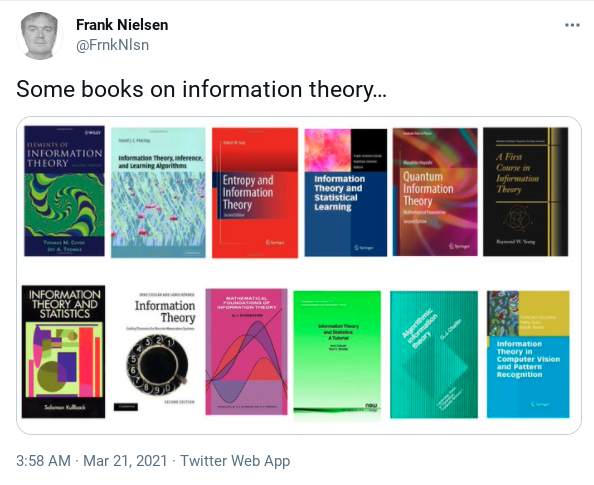 Frank Nielsen
@FrnkNlsn
Some books on information theory...
WILEY
ELEMENTS OF
INFORMATION
THEORY
THOMAS M. COVER
JOY A. THOMAS
David J.C. MacKay
Information Theory, Inference,
and Learning Algorithms
Robert M. Gray
Entropy and
Information
Theory
Second Edition
Springer
Information
Theory and
Statistical
Learning
Springer
Masahito Hayashi
Quantum
Information
Theory
Mathematical Foundation
Second Edition
Springer
A First
Course in
Information
Theory
Raymond W. Yeung
INFORMATION
THEORY AND
STATISTICS
Solomon Kullback
IMRE CSISZÁR AND JÁNOS KÖRNER
Information
Theory
Coding Theorems for Discrete Memoryless Systems
SECOND EDITION
MATHEMATICAL
FOUNDATIONS OF
INFORMATION THEORY
A. I. KHINCHIN
Information Theory
and Statistics:
A Tutorial
now
Algorithmic
information
theory
G.J. Chaitin
Information
Theory in
Computer Vision
and Pattern
Recognition
Springer
3:58 AM · Mar 21, 2021 · Twitter Web App